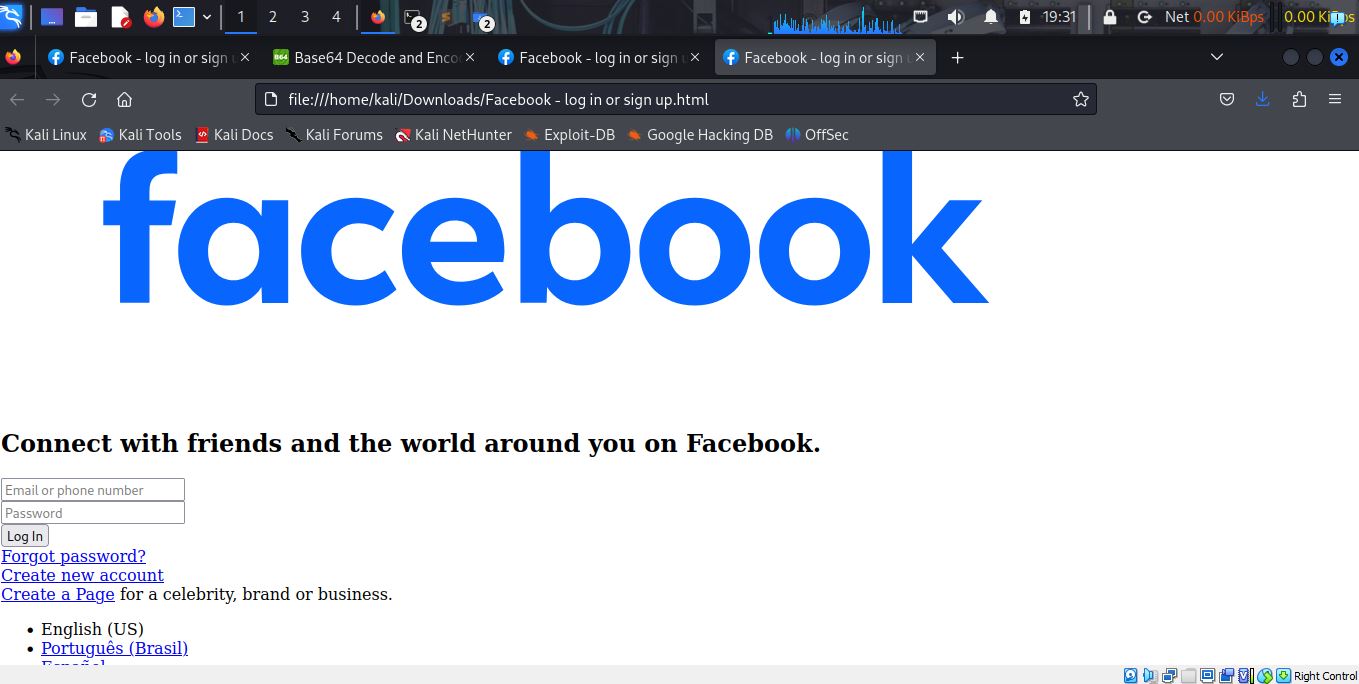 1 2 3 4 2 2 19:31 Net 0.00 KiBps 0.00 KiBps
Facebook - log in or sign u Base64 Decode and Enco Facebook - log in or sign u Facebook - log in or sign u
file:///home/kali/Downloads/Facebook - log in or sign up.html
Kali Linux Kali Tools Kali Docs Kali Forums Kali NetHunter Exploit-DB Google Hacking DB OffSec
facebook
Connect with friends and the world around you on Facebook.
Email or phone number
Password
Log In
Forgot password?
Create new account
Create a Page for a celebrity, brand or business.
• English (US)
• Português (Brasil)
Español
Right Control